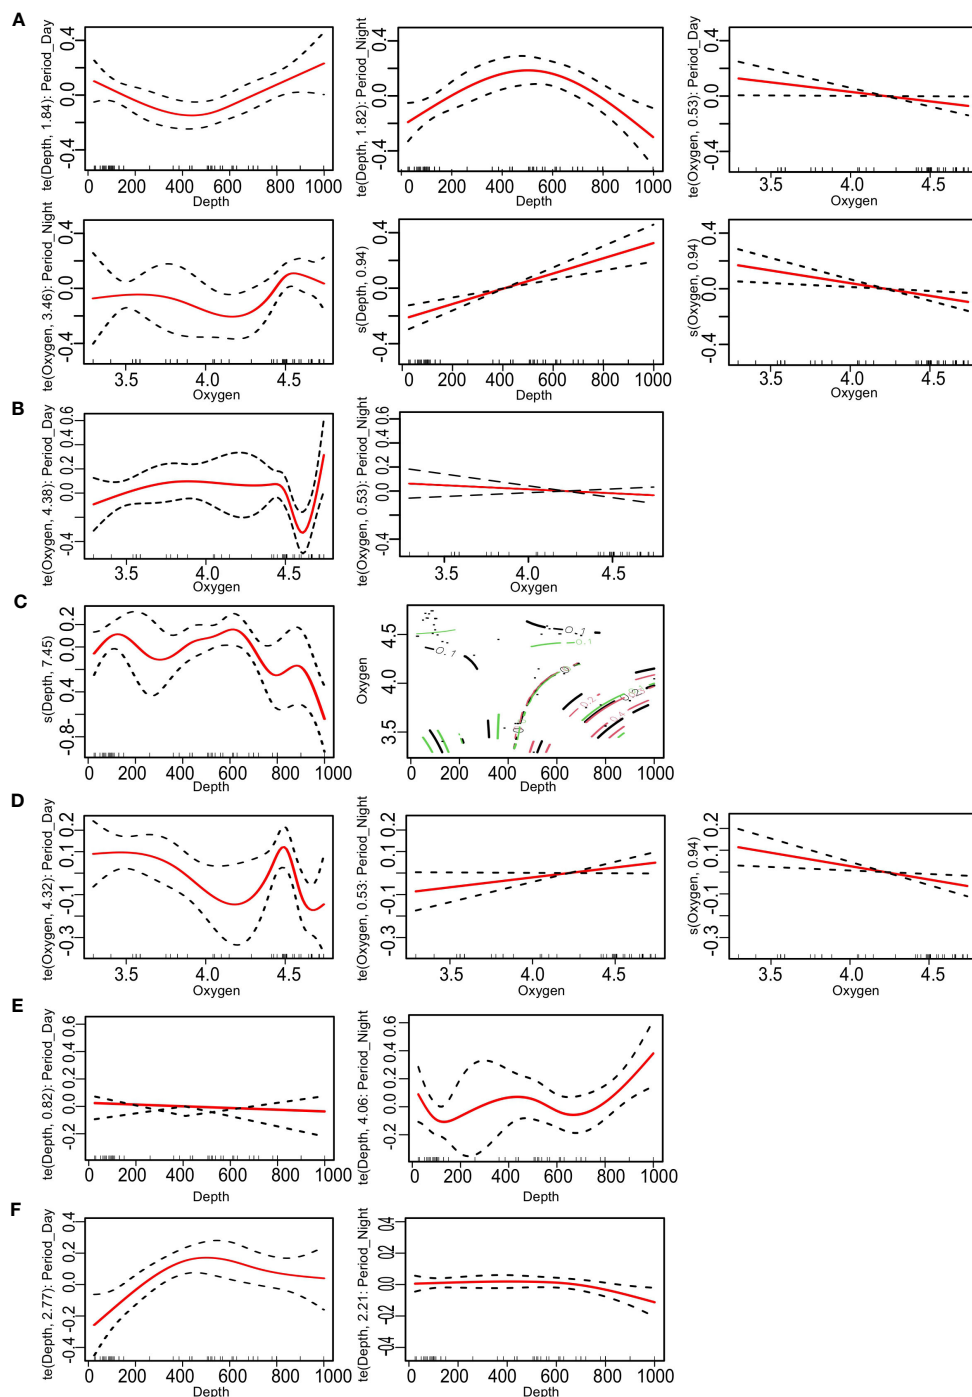 A
te(Depth, 1.84): Period_Day
0.4
0.0
-0.4
0 200 400 600 800 1000
Depth
te(Depth, 1.82): Period_Night
0.4
0.0
-0.4
0 200 400 600 800 1000
Depth
te(Oxygen, 0.53): Period_Day
0.4
0.0
-0.4
3.5 4.0 4.5
Oxygen
te(Oxygen, 3.46): Period_Night
0.4
0.0
-0.4
3.5 4.0 4.5
Oxygen
s(Depth, 0.94)
0.4
0.0
-0.4
0 200 400 600 800 1000
Depth
s(Oxygen, 0.94)
0.4
0.0
-0.4
3.5 4.0 4.5
Oxygen
B
te(Oxygen, 4.38): Period_Day
0.6
0.4
0.2
0.0
-0.4
3.5 4.0 4.5
Oxygen
te(Oxygen, 0.53): Period_Night
0.6
0.4
0.2
0.0
-0.4
3.5 4.0 4.5
Oxygen
C
s(Depth, 7.45)
0.2
0.0
0.4
0.8-
0 200 400 600 800 1000
Depth
Oxygen
4.5
4.0
3.5
0 200 400 600 800 1000
Depth
D
te(Oxygen, 4.32): Period_Day
0.2
0.1
-0.1
-0.3
3.5 4.0 4.5
Oxygen
te(Oxygen, 0.53): Period_Night
0.2
0.1
-0.1
-0.3
3.5 4.0 4.5
Oxygen
s(Oxygen, 0.94)
0.2
0.1
-0.1
-0.3
3.5 4.0 4.5
Oxygen
E
te(Depth, 0.82): Period_Day
0.6
0.4
0.2
0.0
-0.2
0 200 400 600 800 1000
Depth
te(Depth, 4.06: Period_Night
0.6
0.4
0.2
0.0
-0.2
0 200 400 600 800 1000
Depth
F
te(Depth, 2.77): Period_Day
0.4
0.2
0.0
-0.2
-0.4
0 200 400 600 800 1000
Depth
te(Depth, 2.21: Period_Night
0.4
0.2
0.0
-0.2
-0.4
0 200 400 600 800 1000
Depth